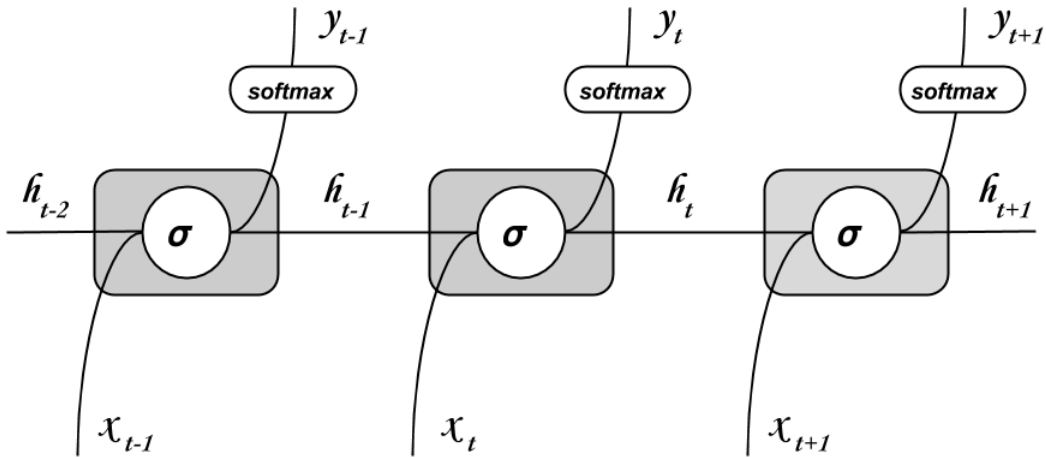 y_{t-1} y_t y_{t+1}
softmax softmax softmax
h_{t-2} h_{t-1} h_t h_{t+1}
σ σ σ
x_{t-1} x_t x_{t+1}